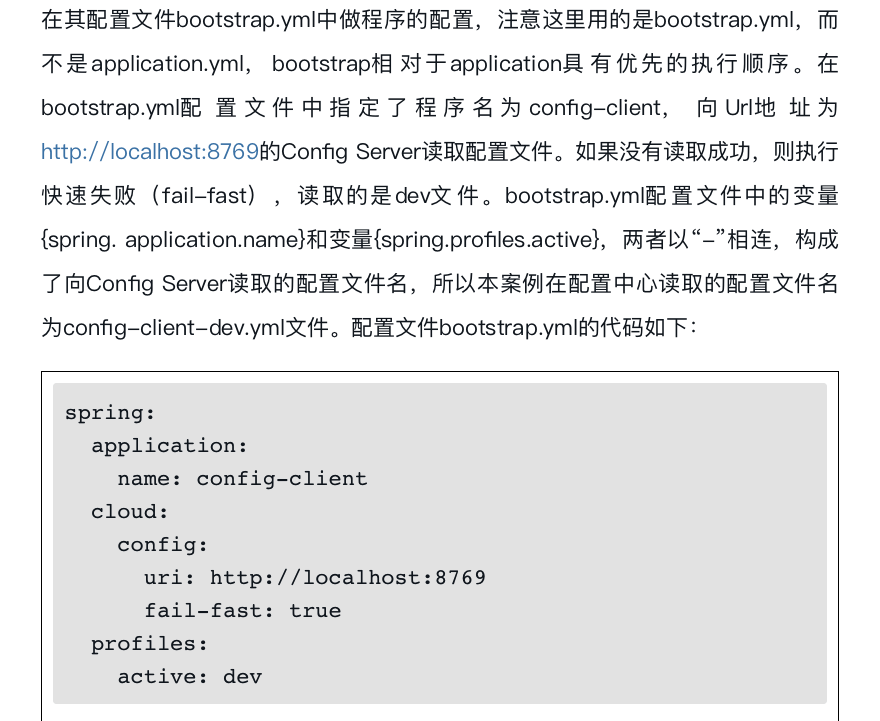 在其配置文件bootstrap.yml中做程序的配置，注意这里用的是bootstrap.yml，而
不是application.yml， bootstrap相对于application具有优先的执行顺序。在
bootstrap.yml配置文件中指定了程序名为config-client， 向Url地址为
http://localhost:8769的Config Server读取配置文件。如果没有读取成功，则执行
快速失败（fail-fast），读取的是dev文件。bootstrap.yml配置文件中的变量
{spring. application.name}和变量{spring.profiles.active}，两者以“-”相连，构成
了向Config Server读取的配置文件名，所以本案例在配置中心读取的配置文件名
为config-client-dev.yml文件。配置文件bootstrap.yml的代码如下：
spring:
  application:
    name: config-client
  cloud:
    config:
      uri: http://localhost:8769
      fail-fast: true
  profiles:
    active: dev